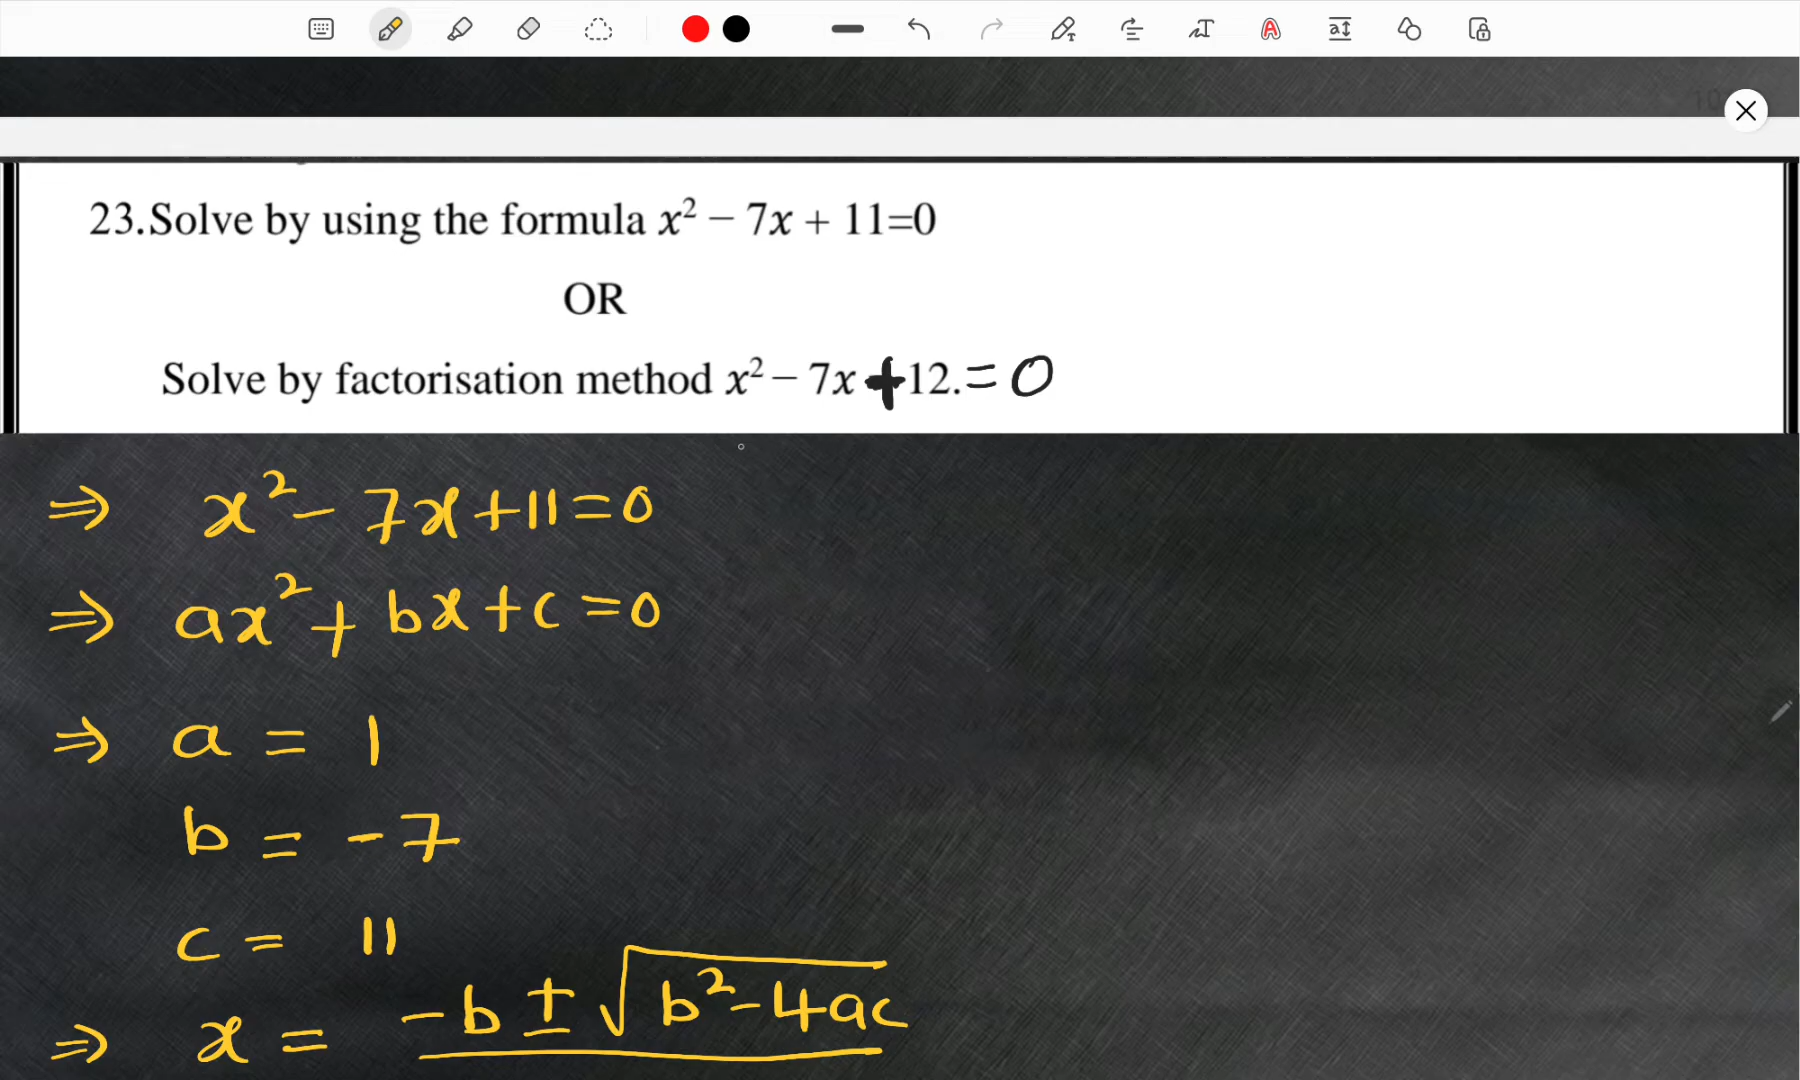 10
23.Solve by using the formula x² − 7x + 11=0
OR
Solve by factorisation method x² − 7x +12.= 0
⇒ x² − 7x + 11 = 0
⇒ ax² + bx + c = 0
⇒ a = 1
b = −7
c = 11
⇒ x = −b ± √b² − 4ac